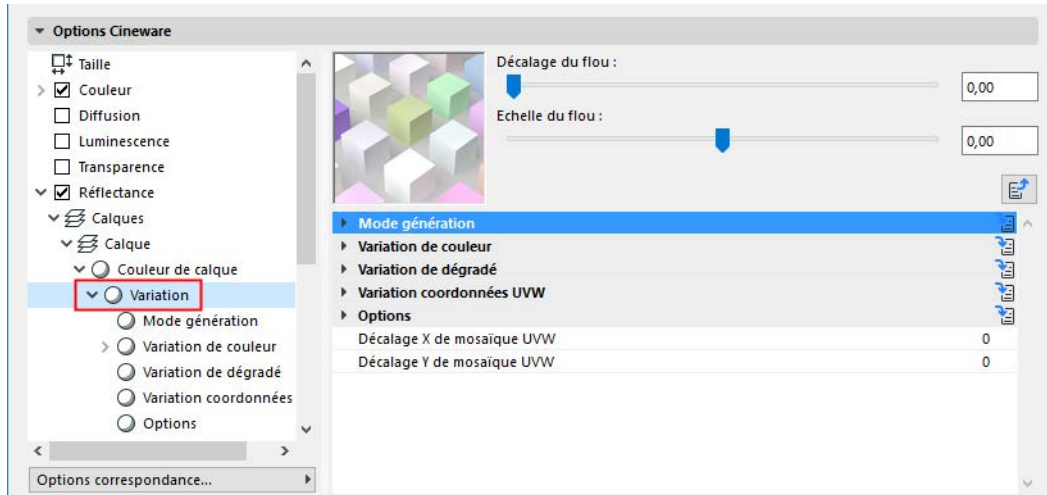 Options Cineware
Taille
Couleur
Diffusion
Luminescence
Transparence
Réflectance
Calques
Calque
Couleur de calque
Variation
Mode génération
Variation de couleur
Variation de dégradé
Variation coordonnées
Options
Options correspondance...
Décalage du flou :
0,00
Echelle du flou :
0,00
Mode génération
Variation de couleur
Variation de dégradé
Variation coordonnées UVW
Options
Décalage X de mosaïque UVW 0
Décalage Y de mosaïque UVW 0